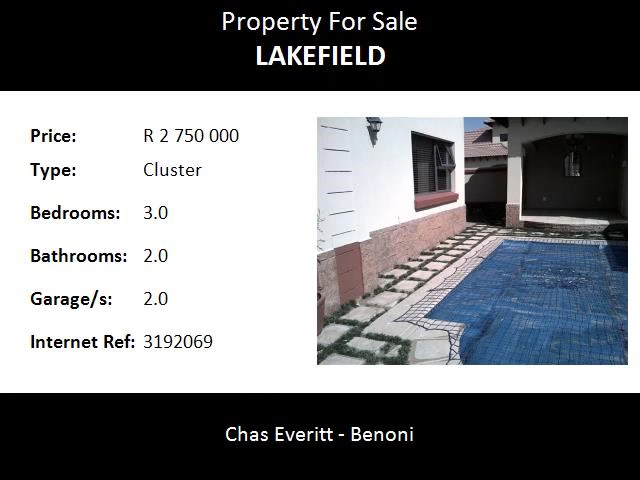 Property For Sale
LAKEFIELD
Price: R 2 750 000
Type: Cluster
Bedrooms: 3.0
Bathrooms: 2.0
Garage/s: 2.0
Internet Ref: 3192069
Chas Everitt - Benoni